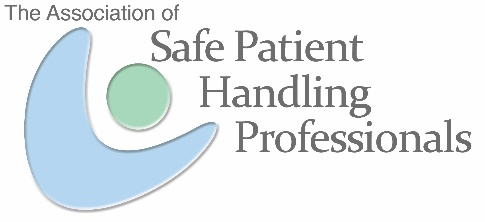 The Association of
Safe Patient
Handling
Professionals